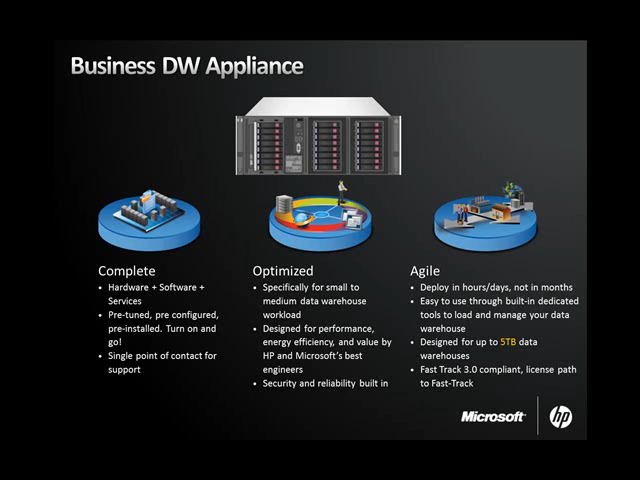 Business DW Appliance
Complete
• Hardware + Software +
Services
• Pre-tuned, pre configured,
pre-installed. Turn on and
go!
• Single point of contact for
support
Optimized
• Specifically for small to
medium data warehouse
workload
• Designed for performance,
energy efficiency, and value by
HP and Microsoft's best
engineers
• Security and reliability built in
Agile
• Deploy in hours/days, not in months
• Easy to use through built-in dedicated
tools to load and manage your data
warehouse
• Designed for up to 5TB data
warehouses
• Fast Track 3.0 compliant, license path
to Fast-Track
Microsoft
hp